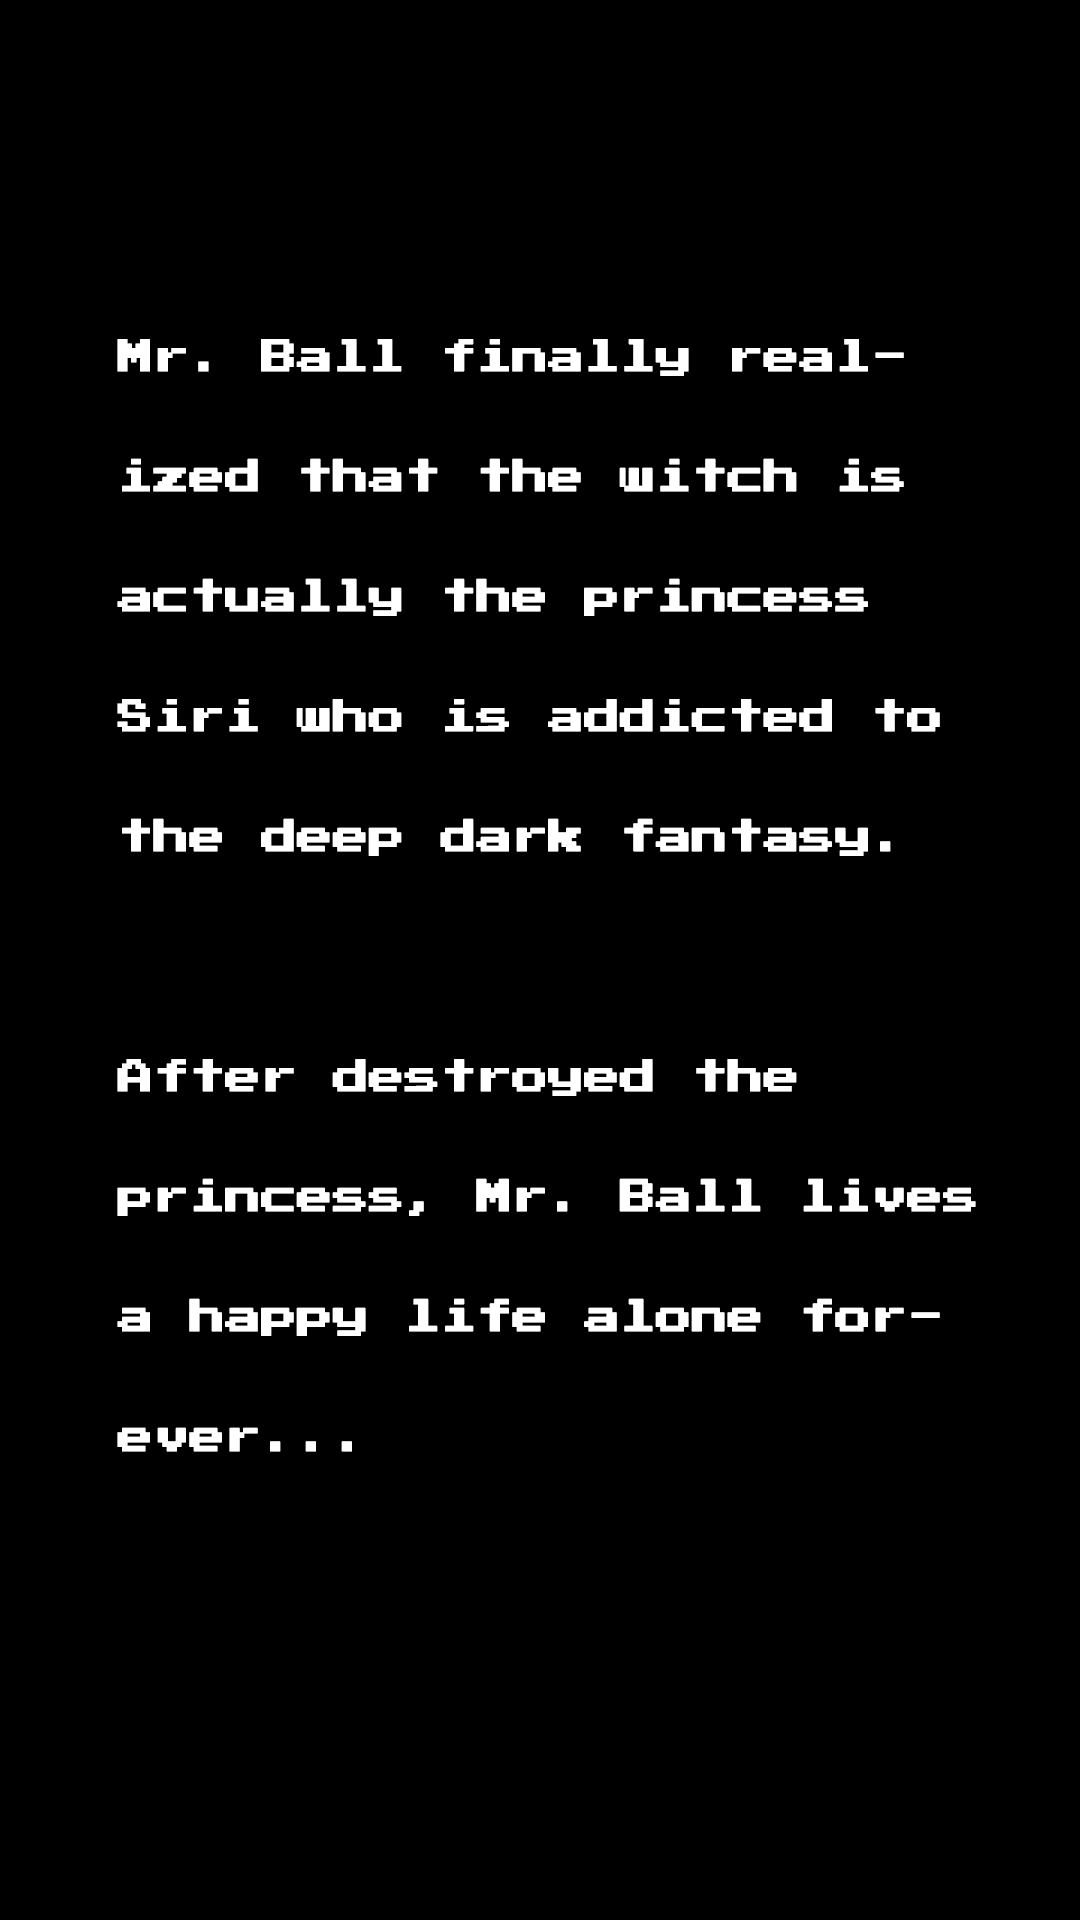 Mr. Ball finally real-
ized that the witch is
actually the princess
Siri who is addicted to
the deep dark fantasy.
After destroyed the
princess, Mr. Ball lives
a happy life alone for-
ever...